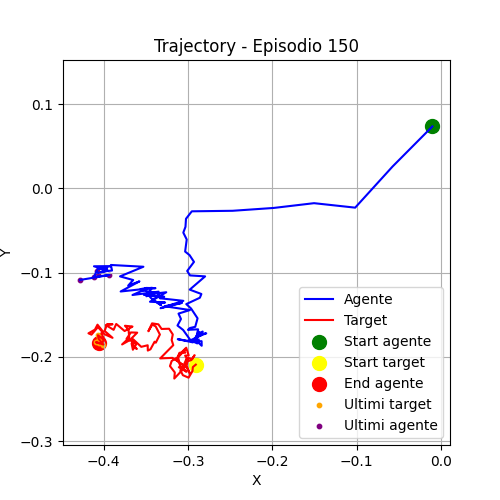 Trajectory - Episodio 150
Y
0.1
0.0
−0.1
−0.2
−0.3
Agente
Target
Start agente
Start target
End agente
Ultimi target
Ultimi agente
−0.4
−0.3
−0.2
−0.1
0.0
X